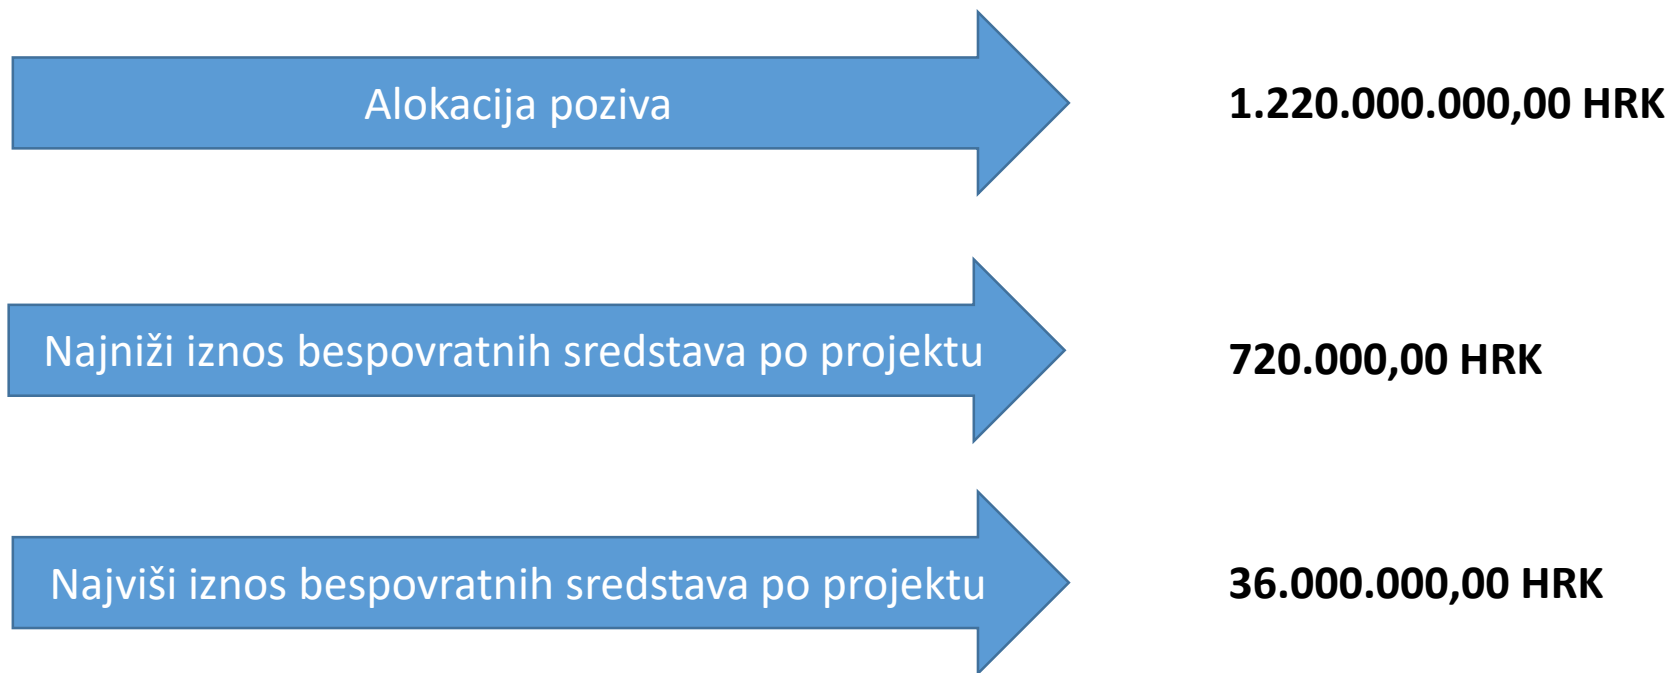 Alokacija poziva
1.220.000.000,00 HRK
Najniži iznos bespovratnih sredstava po projektu
720.000,00 HRK
Najviši iznos bespovratnih sredstava po projektu
36.000.000,00 HRK